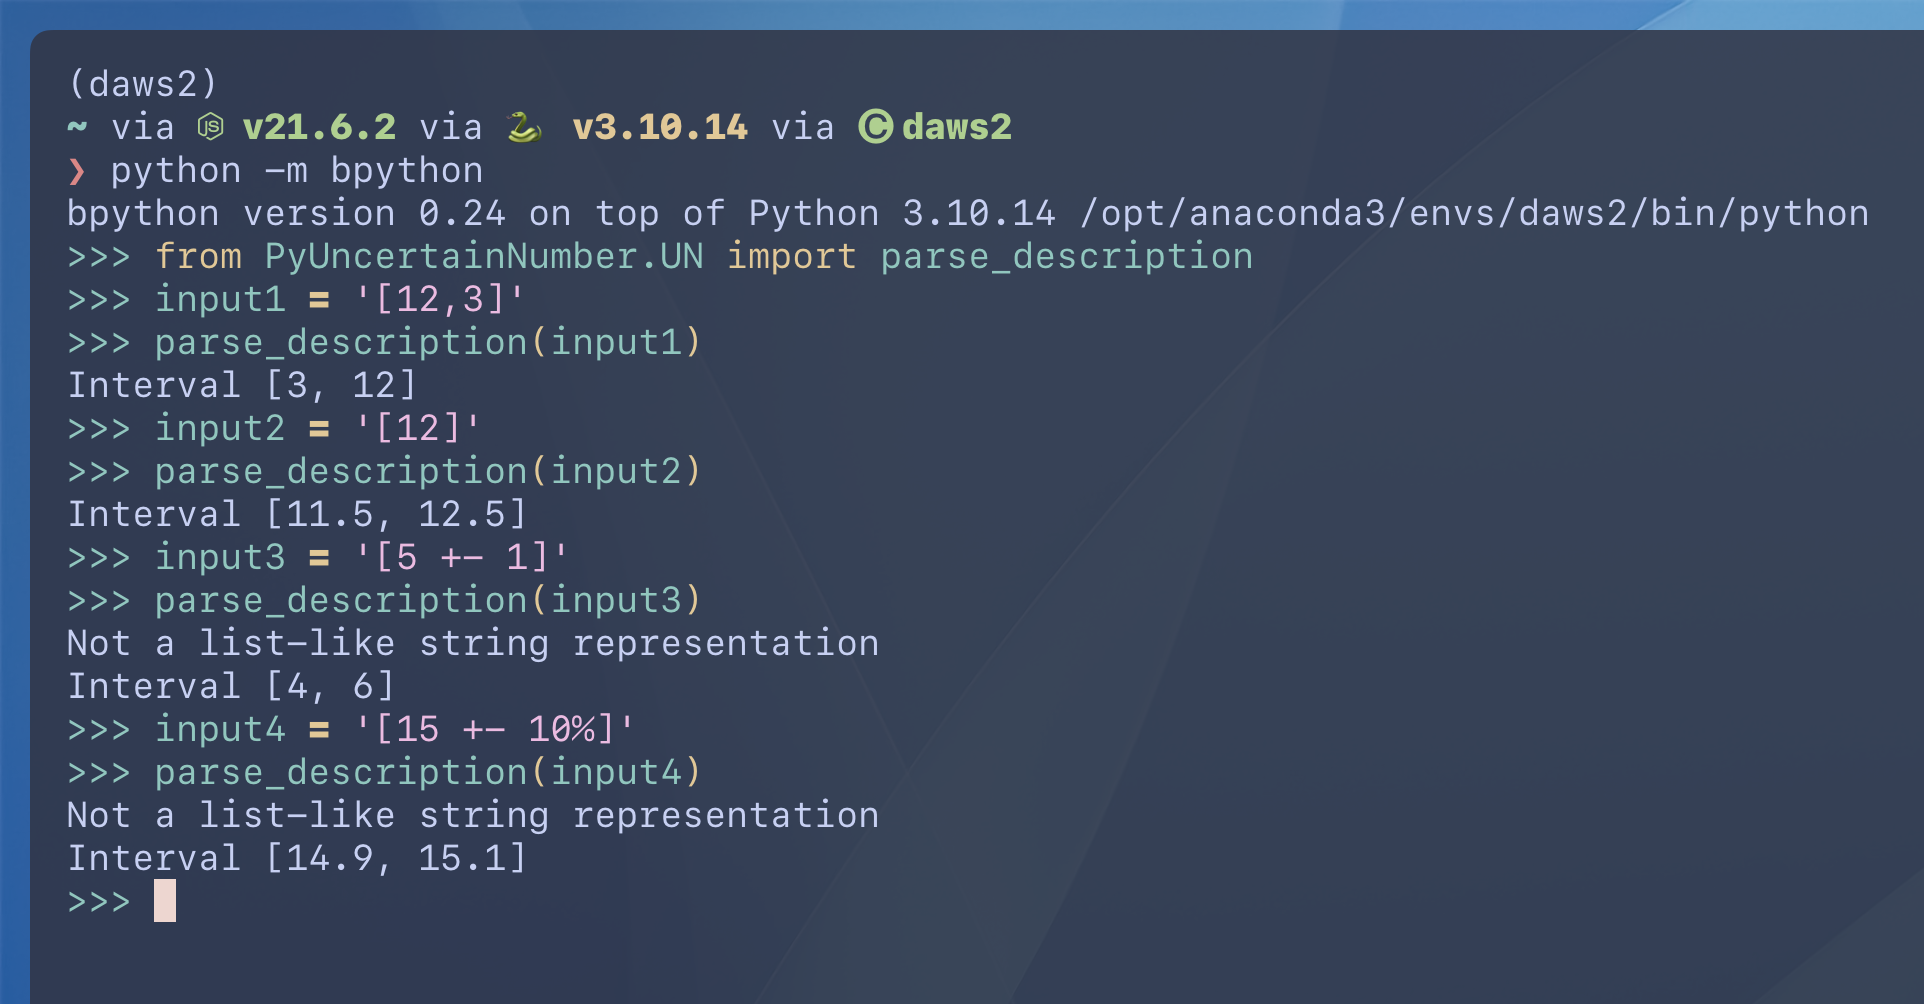 (daws2)
~ via JS v21.6.2 via 🐍 v3.10.14 via © daws2
❯ python -m bpython
bpython version 0.24 on top of Python 3.10.14 /opt/anaconda3/envs/daws2/bin/python
>>> from PyUncertainNumber.UN import parse_description
>>> input1 = '[12,3]'
>>> parse_description(input1)
Interval [3, 12]
>>> input2 = '[12]'
>>> parse_description(input2)
Interval [11.5, 12.5]
>>> input3 = '[5 +- 1]'
>>> parse_description(input3)
Not a list-like string representation
Interval [4, 6]
>>> input4 = '[15 +- 10%]'
>>> parse_description(input4)
Not a list-like string representation
Interval [14.9, 15.1]
>>>